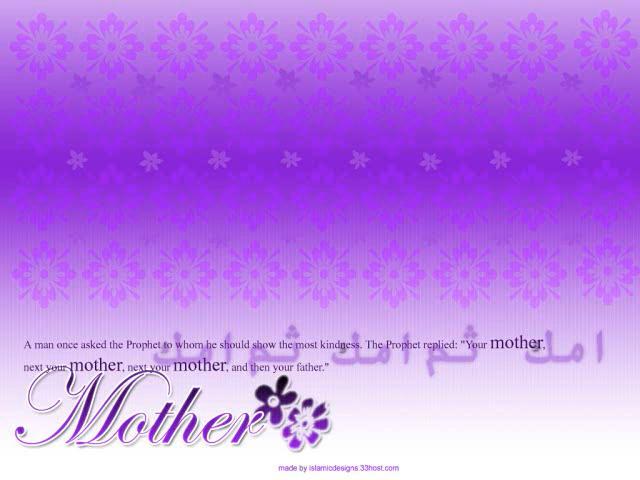 امك ثم امك ثم امك
A man once asked the Prophet to whom he should show the most kindness. The Prophet replied: "Your mother,
next your mother, next your mother, and then your father."
Mother
made by islamicdesigns.33host.com